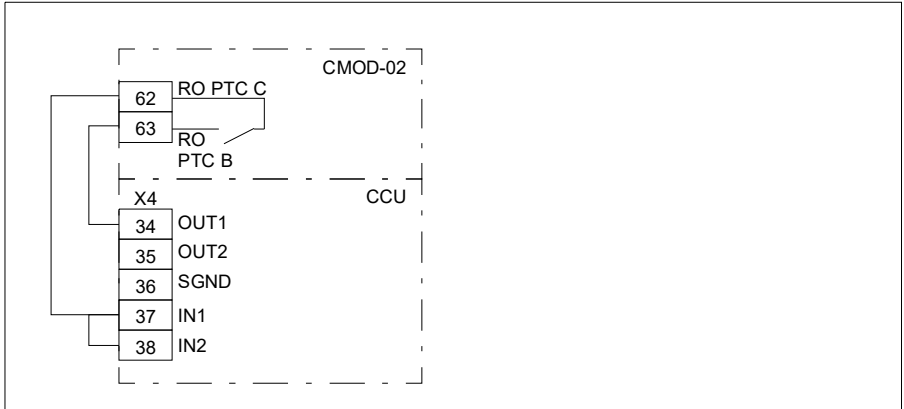 CMOD-02
62 RO PTC C
63 RO
PTC B
CCU
X4
34 OUT1
35 OUT2
36 SGND
37 IN1
38 IN2